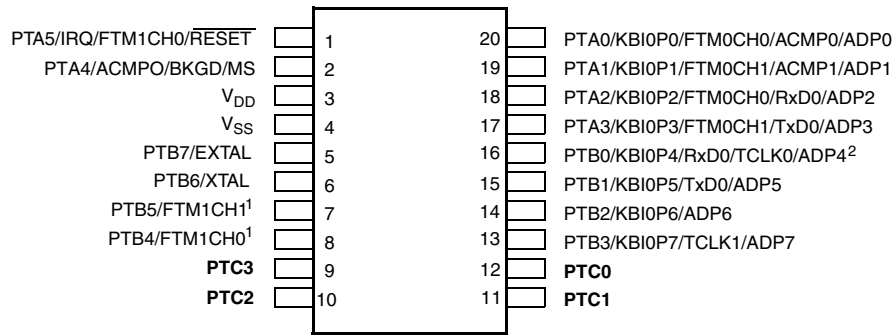 PTA5/IRQ/FTM1CH0/RESET 1 20 PTA0/KBI0P0/FTM0CH0/ACMP0/ADP0
PTA4/ACMPO/BKGD/MS 2 19 PTA1/KBI0P1/FTM0CH1/ACMP1/ADP1
VDD 3 18 PTA2/KBI0P2/FTM0CH0/RxD0/ADP2
VSS 4 17 PTA3/KBI0P3/FTM0CH1/TxD0/ADP3
PTB7/EXTAL 5 16 PTB0/KBI0P4/RxD0/TCLK0/ADP4²
PTB6/XTAL 6 15 PTB1/KBI0P5/TxD0/ADP5
PTB5/FTM1CH1¹ 7 14 PTB2/KBI0P6/ADP6
PTB4/FTM1CH0¹ 8 13 PTB3/KBI0P7/TCLK1/ADP7
PTC3 9 12 PTC0
PTC2 10 11 PTC1